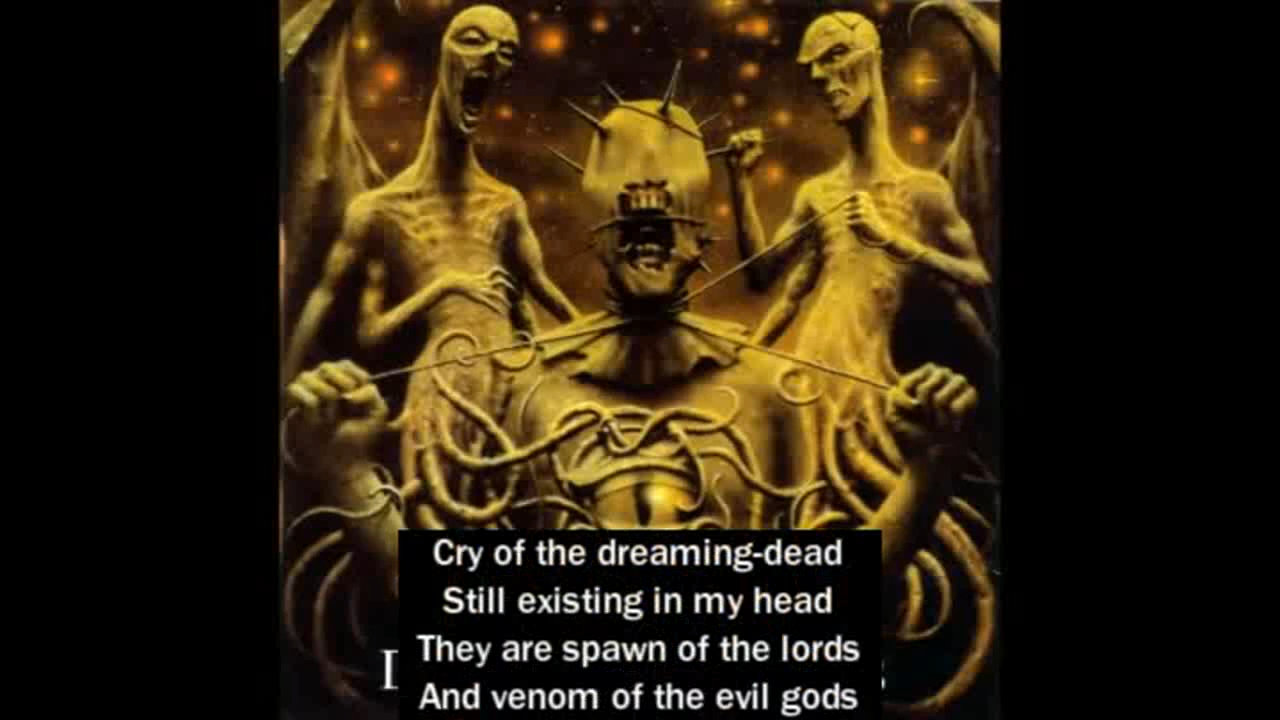 Cry of the dreaming-dead
Still existing in my head
They are spawn of the lords
And venom of the evil gods